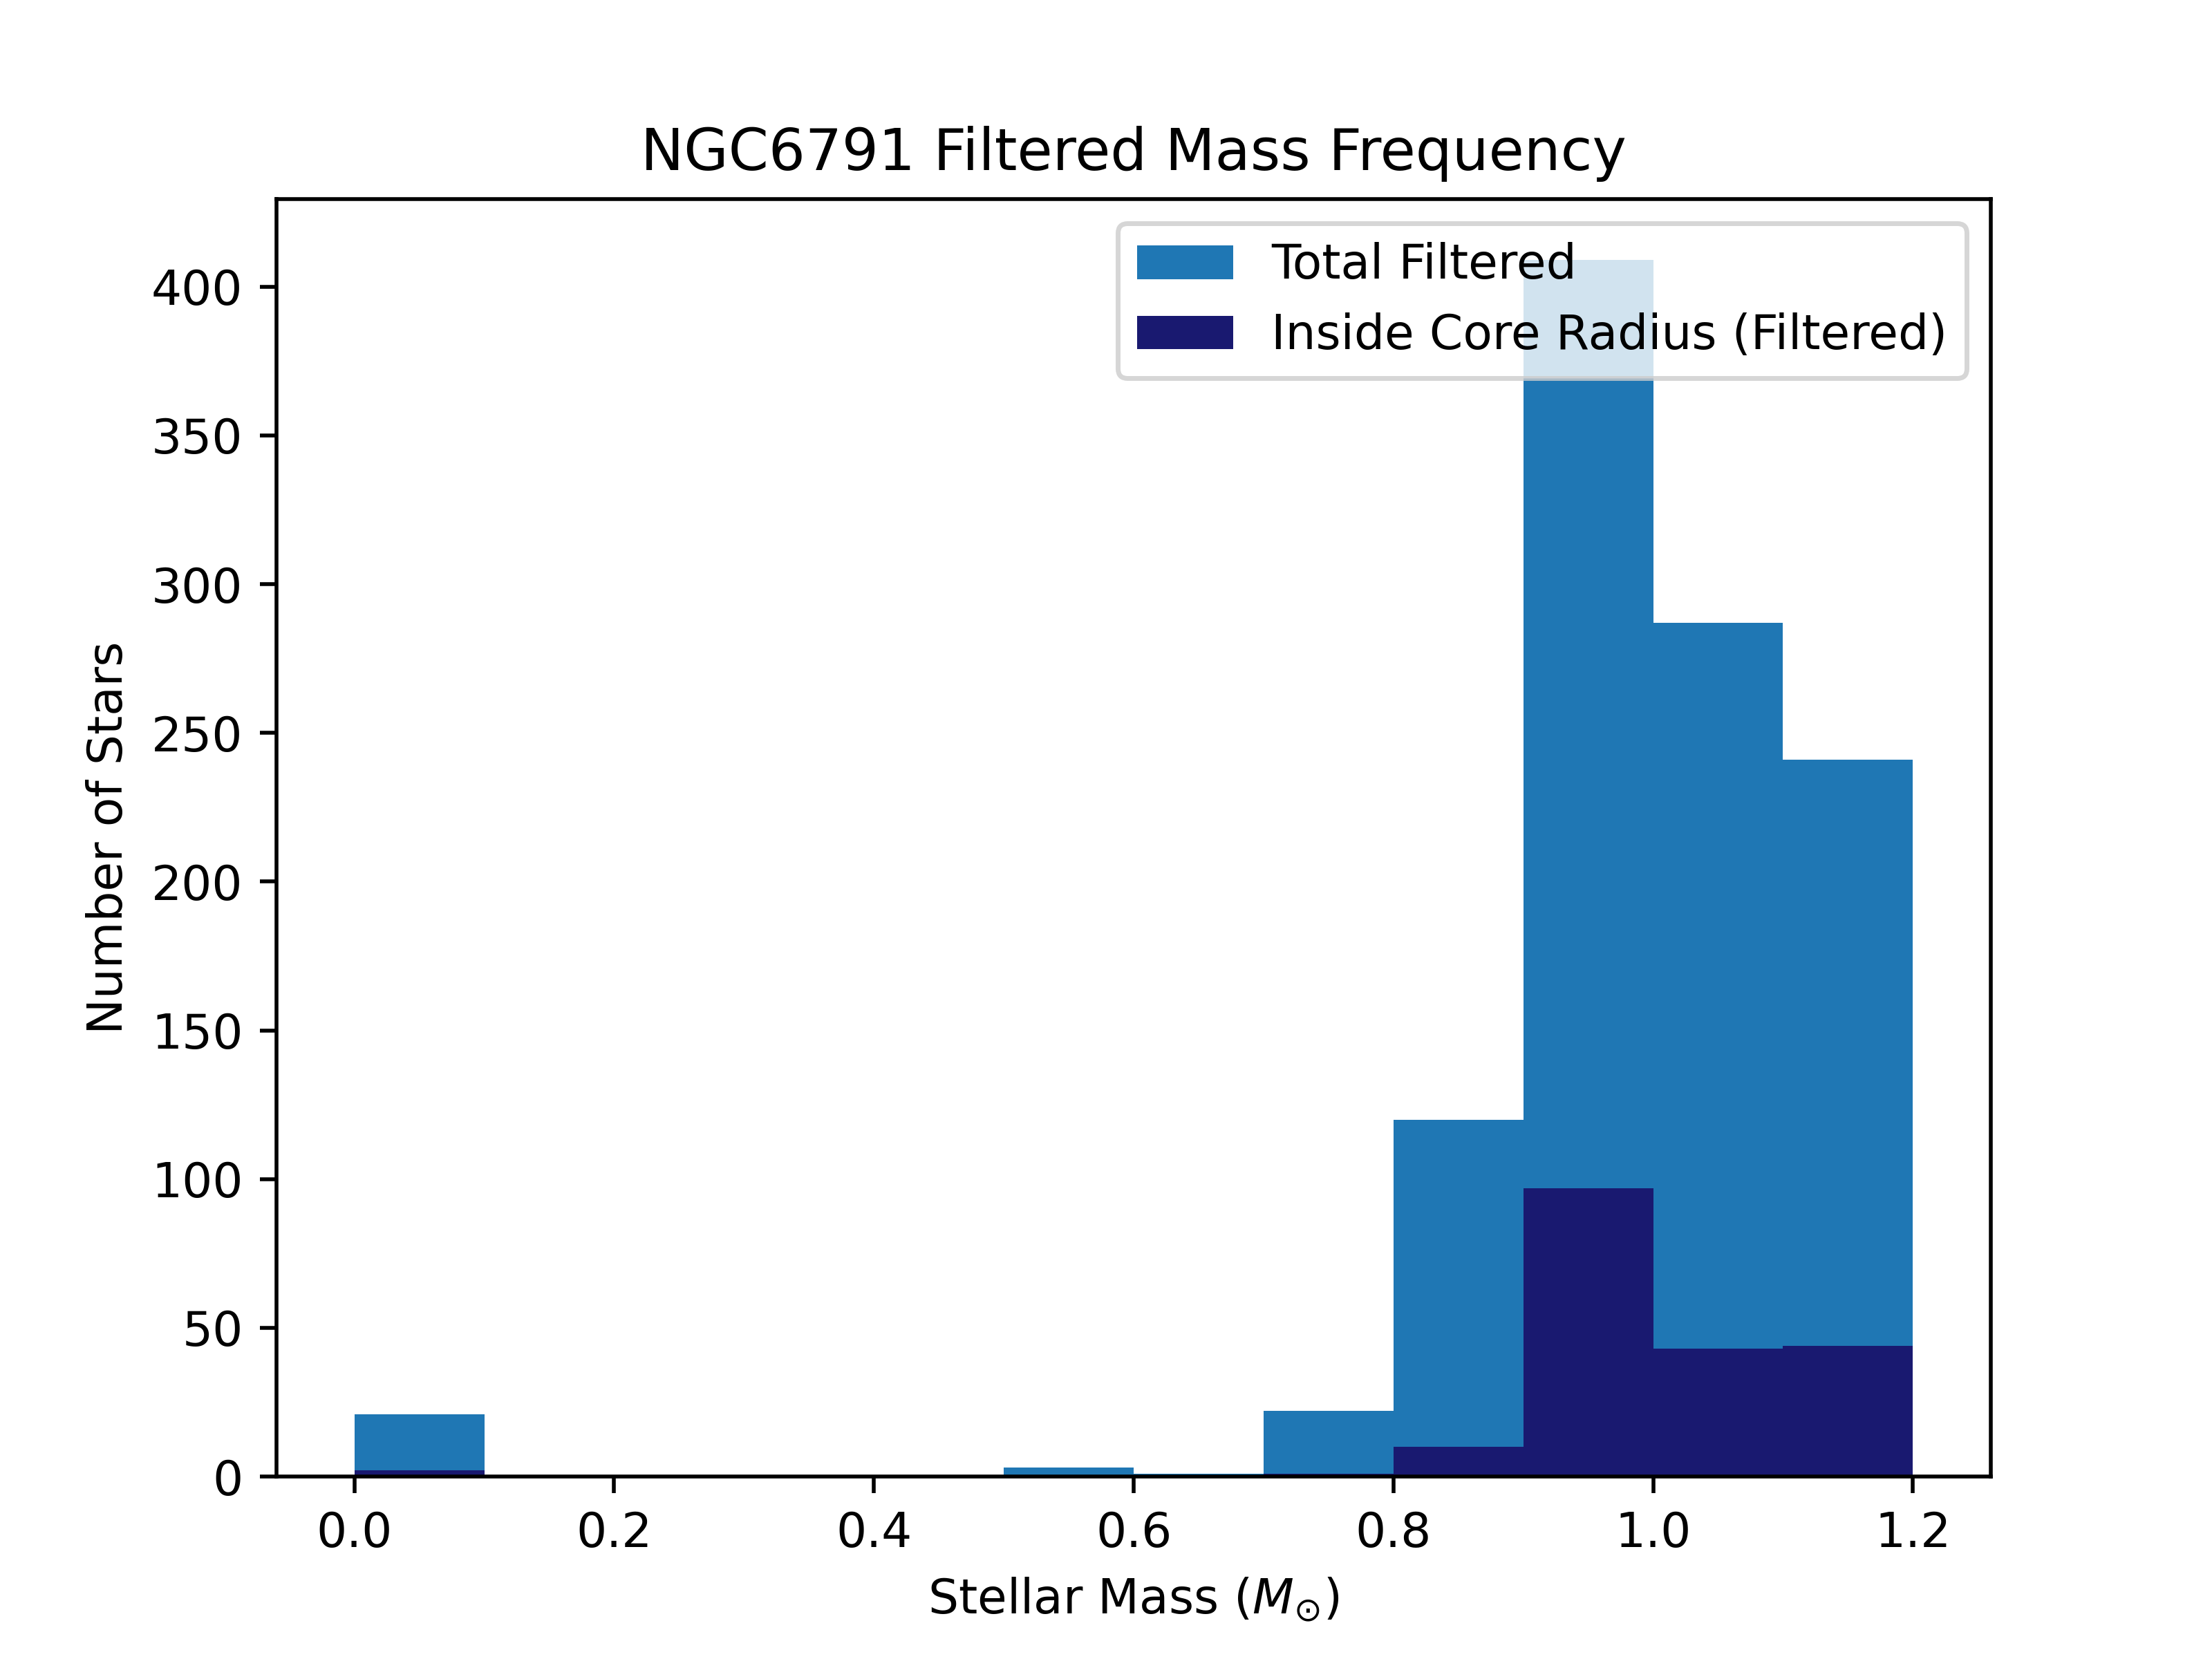 NGC6791 Filtered Mass Frequency
Total Filtered
Inside Core Radius (Filtered)
400
350
300
250
200
150
100
50
0
Number of Stars
0.0 0.2 0.4 0.6 0.8 1.0 1.2
Stellar Mass (M☉)